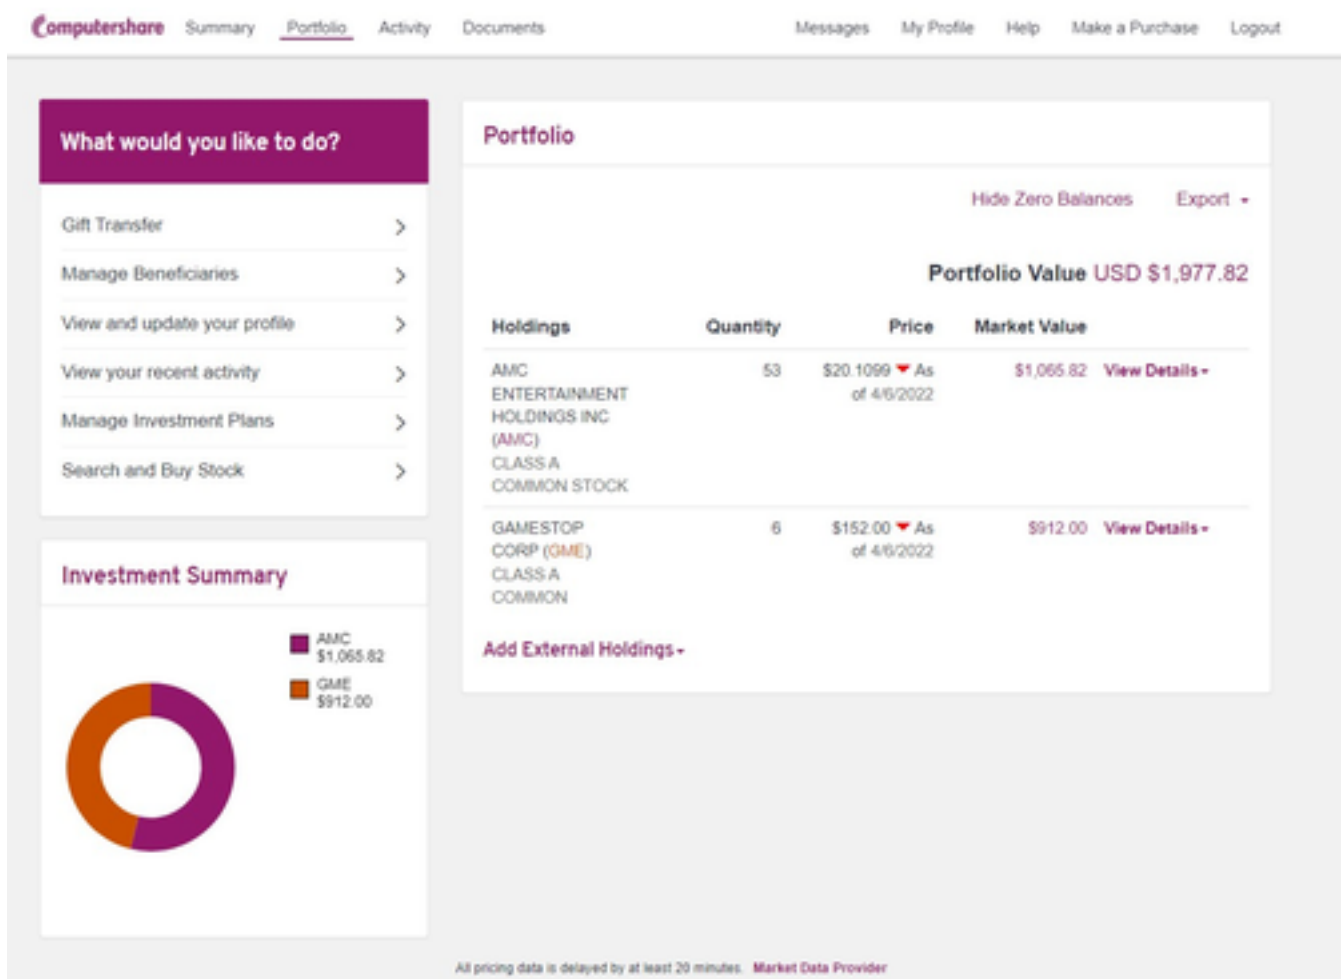 Computershare Summary Portfolio Activity Documents Messages My Profile Help Make a Purchase Logout
What would you like to do?
Gift Transfer
Manage Beneficiaries
View and update your profile
View your recent activity
Manage Investment Plans
Search and Buy Stock
Investment Summary
AMC
$1,065.82
GME
$912.00
Portfolio
Hide Zero Balances Export
Portfolio Value USD $1,977.82
Holdings Quantity Price Market Value
AMC 53 $20.1099 As $1,065.82 View Details
ENTERTAINMENT of 4/6/2022
HOLDINGS INC
(AMC)
CLASS A
COMMON STOCK
GAMESTOP 6 $152.00 As $912.00 View Details
CORP (GME) of 4/6/2022
CLASS A
COMMON
Add External Holdings
All pricing data is delayed by at least 20 minutes. Market Data Provider